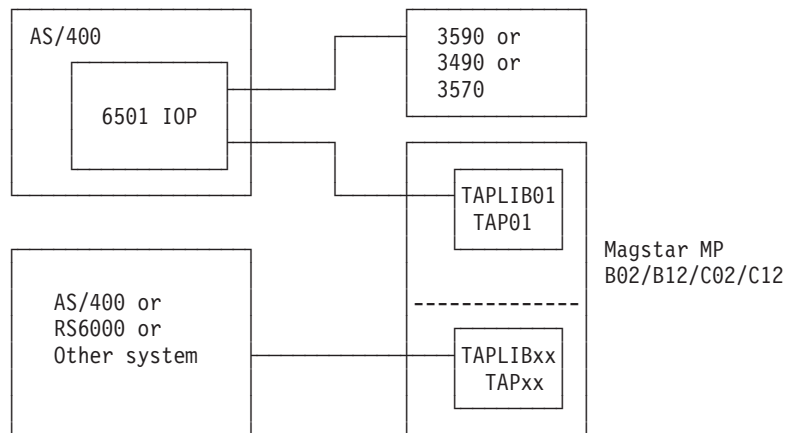 AS/400
6501 IOP
3590 or
3490 or
3570
TAPLIB01
TAP01
Magstar MP
B02/B12/C02/C12
AS/400 or
RS6000 or
Other system
TAPLIBxx
TAPxx